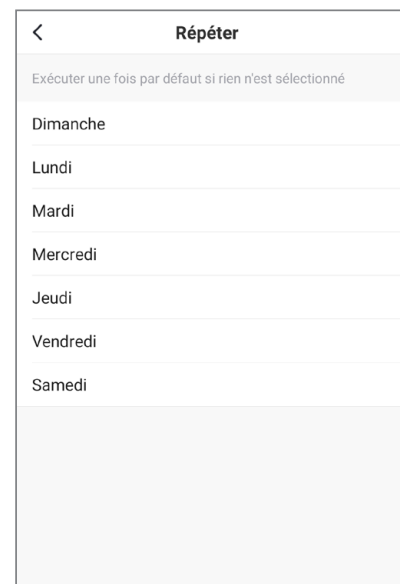 Répéter
Exécuter une fois par défaut si rien n'est sélectionné
Dimanche
Lundi
Mardi
Mercredi
Jeudi
Vendredi
Samedi